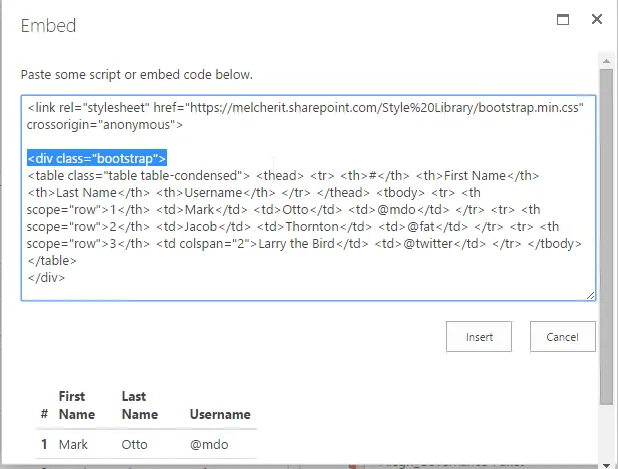 Embed
Paste some script or embed code below.
<link rel="stylesheet" href="https://melcherit.sharepoint.com/Style%20Library/bootstrap.min.css"
crossorigin="anonymous">
<div class="bootstrap">
<table class="table table-condensed"> <thead> <tr> <th>#</th> <th>First Name</th>
<th>Last Name</th> <th>Username</th> </tr> </thead> <tbody> <tr> <th
scope="row">1</th> <td>Mark</td> <td>Otto</td> <td>@mdo</td> </tr> <tr> <th
scope="row">2</th> <td>Jacob</td> <td>Thornton</td> <td>@fat</td> </tr> <tr> <th
scope="row">3</th> <td colspan="2">Larry the Bird</td> <td>@twitter</td> </tr> </tbody>
</table>
</div>
Insert Cancel
First Last
# Name Name Username
1 Mark Otto @mdo